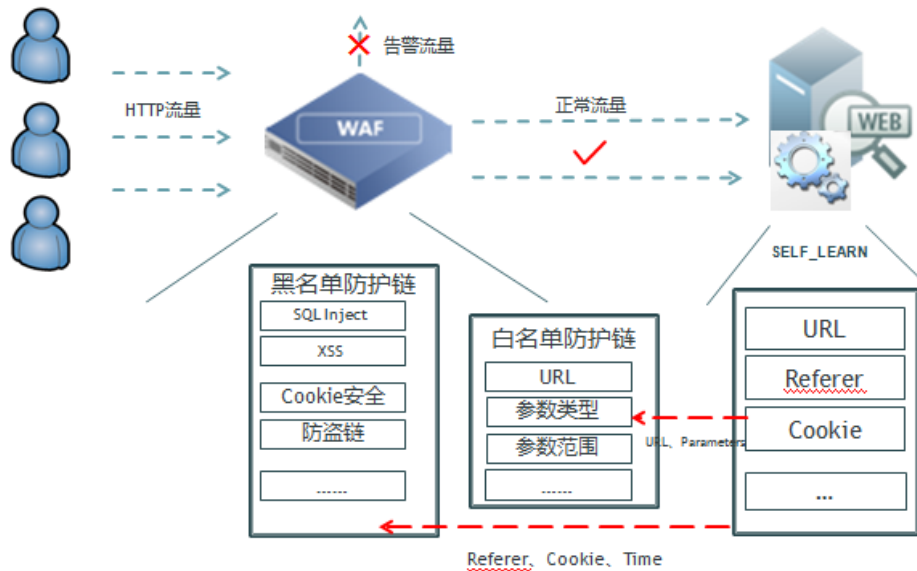 告警流量
HTTP流量
WAF
正常流量
WEB
SELF_LEARN
黑名单防护链
SQL Inject
XSS
Cookie安全
防盗链
......
白名单防护链
URL
参数类型
参数范围
......
URL
Referer
Cookie
...
URL、Parameters
Referer、Cookie、Time